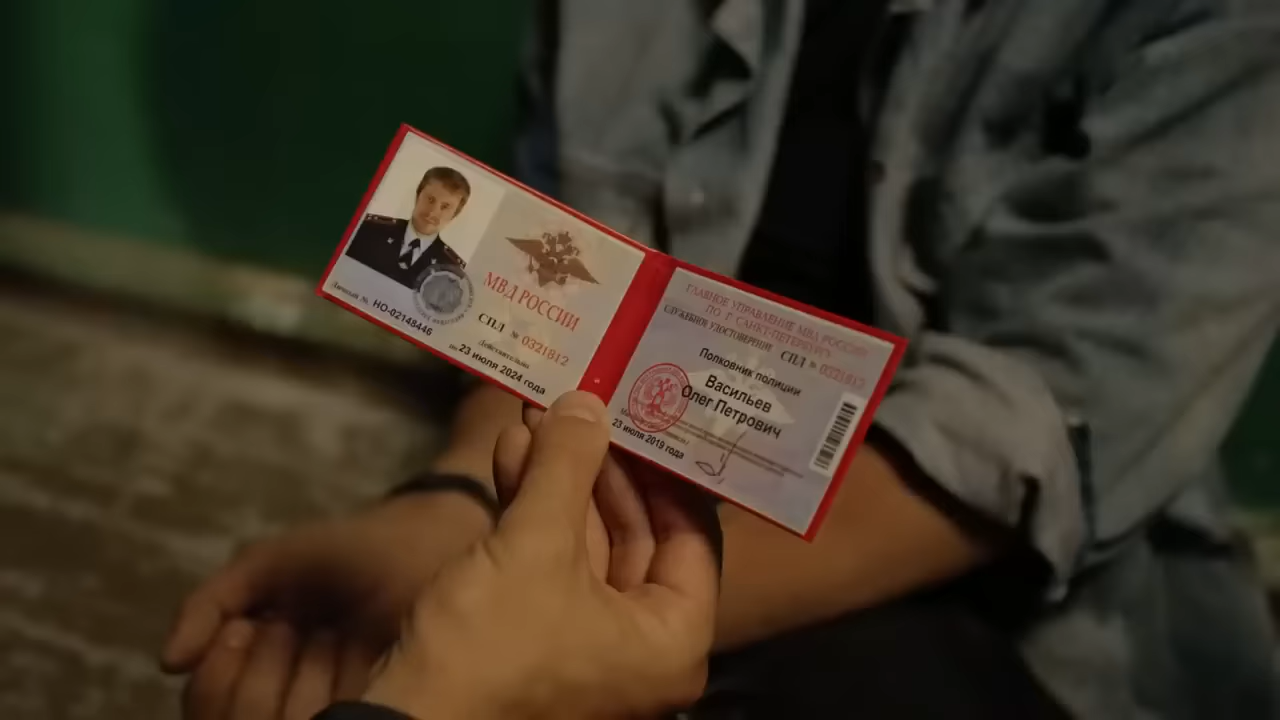 МВД РОССИИ
СПЛ № 0321812
Действительно
по 23 июля 2024 года
Личный №. НО-02148446
ГЛАВНОЕ УПРАВЛЕНИЕ МВД РОССИИ
ПО Г. САНКТ-ПЕТЕРБУРГУ
СЛУЖЕБНОЕ УДОСТОВЕРЕНИЕ СПЛ № 0321812
Полковник полиции
Васильев
Олег Петрович
23 июля 2019 года